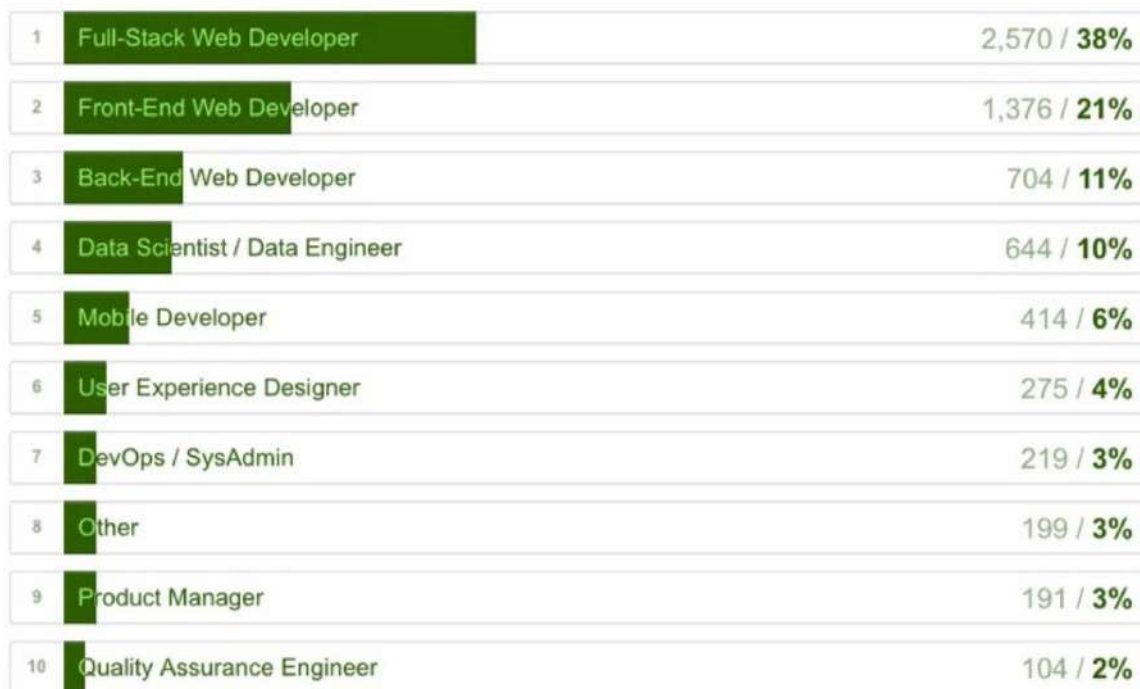 1 Full-Stack Web Developer 2,570 / 38%
2 Front-End Web Developer 1,376 / 21%
3 Back-End Web Developer 704 / 11%
4 Data Scientist / Data Engineer 644 / 10%
5 Mobile Developer 414 / 6%
6 User Experience Designer 275 / 4%
7 DevOps / SysAdmin 219 / 3%
8 Other 199 / 3%
9 Product Manager 191 / 3%
10 Quality Assurance Engineer 104 / 2%